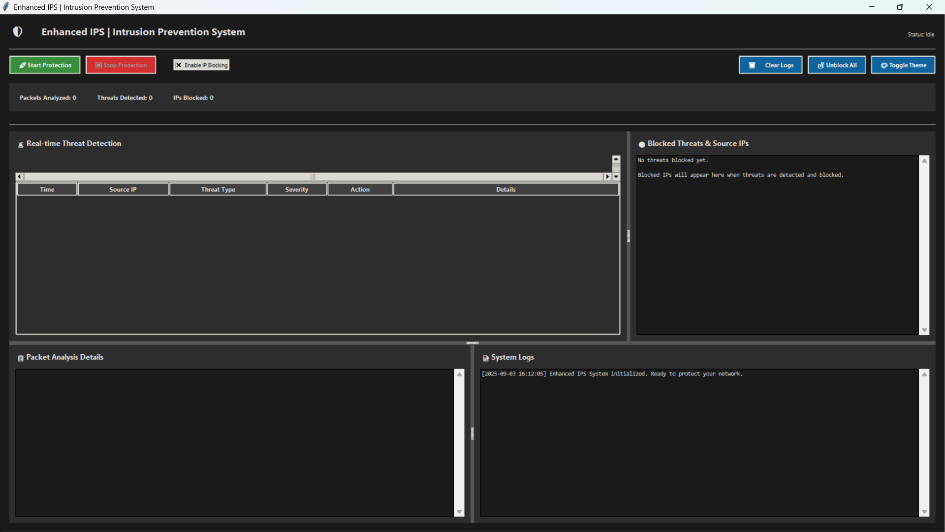 Enhanced IPS | Intrusion Prevention System
Enhanced IPS | Intrusion Prevention System
Status: Idle
Start Protection
Stop Protection
Enable IP Blocking
Clear Logs
Unblock All
Toggle Theme
Packets Analyzed: 0
Threats Detected: 0
IPs Blocked: 0
Real-time Threat Detection
Time
Source IP
Threat Type
Severity
Action
Details
Blocked Threats & Source IPs
No threats blocked yet.
Blocked IPs will appear here when threats are detected and blocked.
Packet Analysis Details
System Logs
[2025-09-03 16:12:05] Enhanced IPS System initialized. Ready to protect your network.